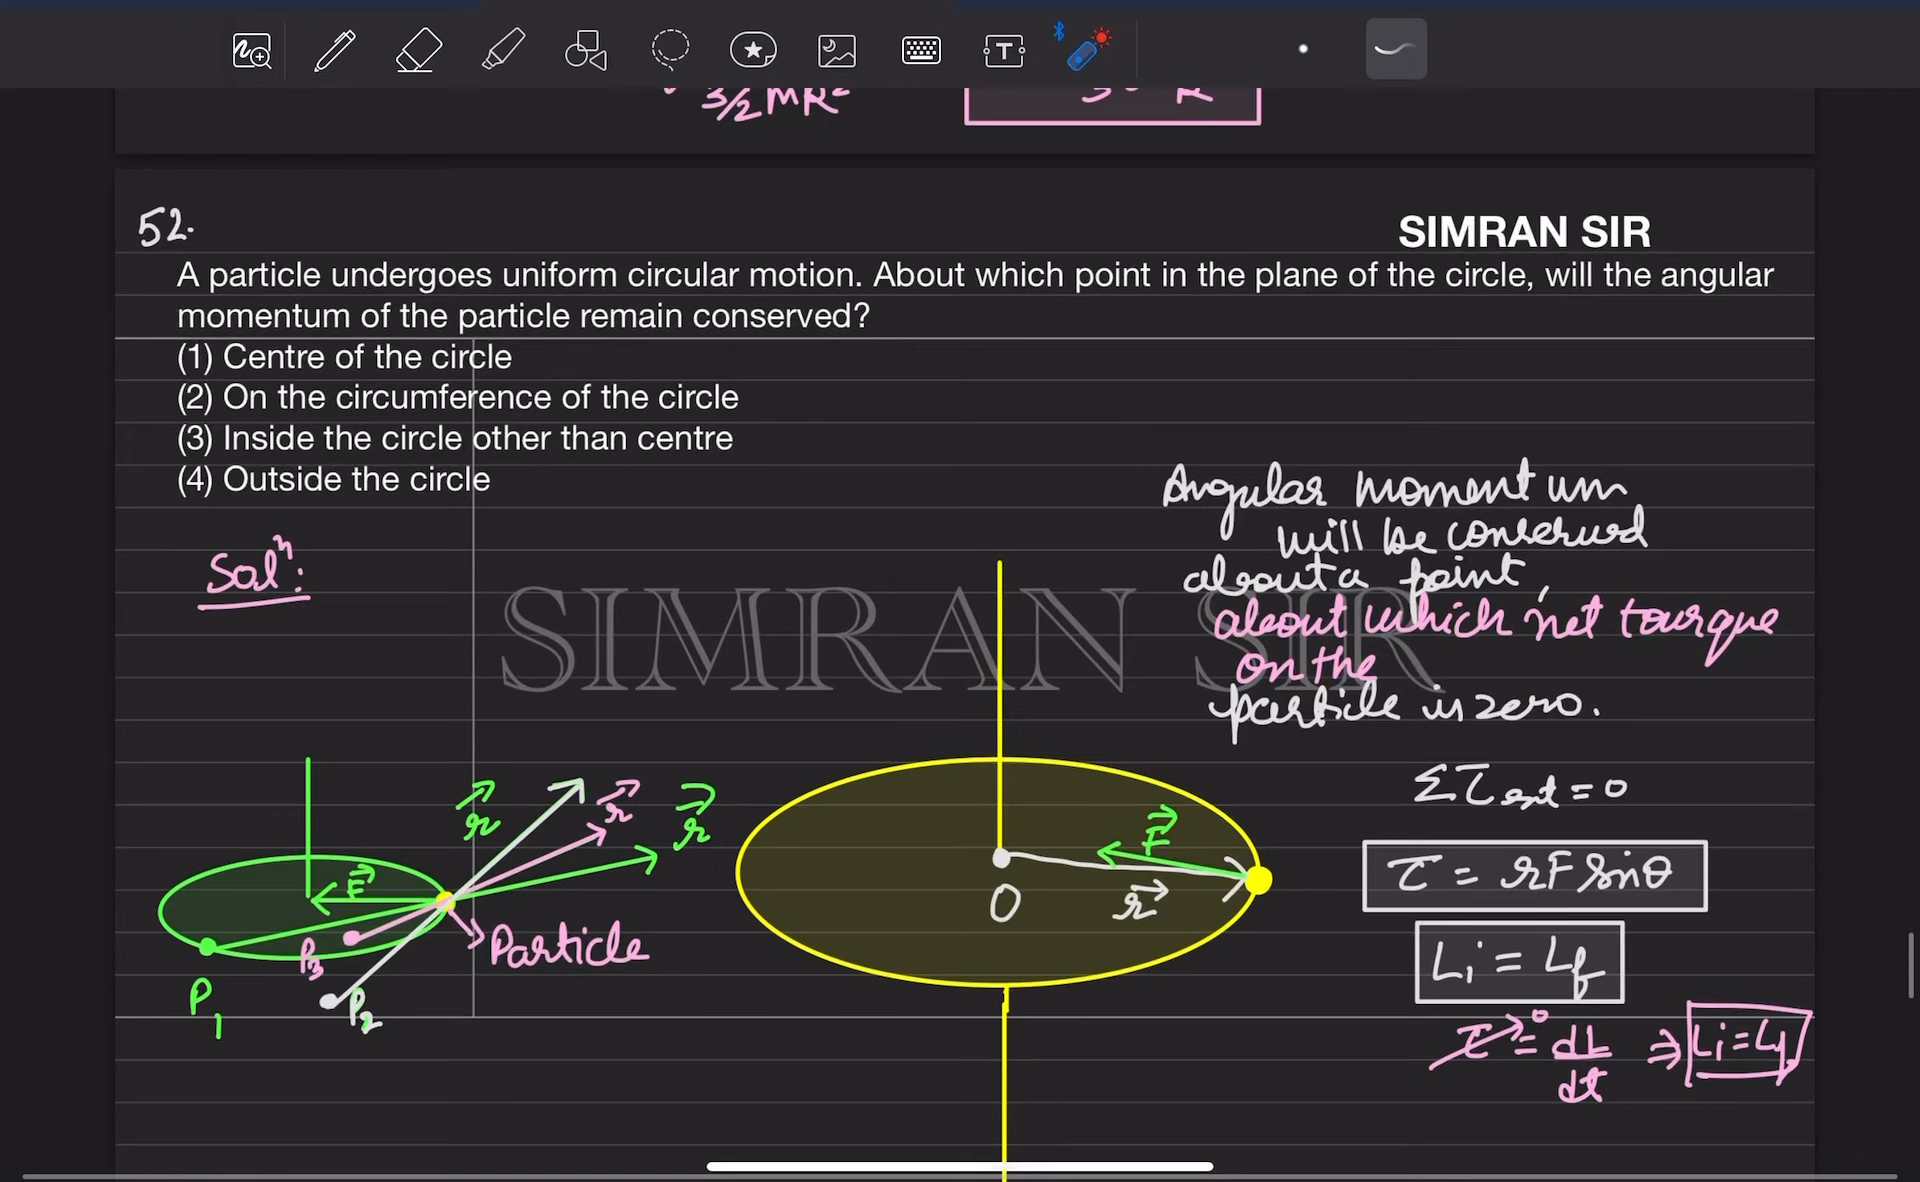 3/2 MR²
52.
SIMRAN SIR
A particle undergoes uniform circular motion. About which point in the plane of the circle, will the angular
momentum of the particle remain conserved?
(1) Centre of the circle
(2) On the circumference of the circle
(3) Inside the circle other than centre
(4) Outside the circle
Angular momentum
will be conserved
about a point,
about which net tourque
on the
particle is zero.
Solⁿ:
SIMRAN SIR
Στext = 0
τ = rF sinθ
Li = Lf
τ = 0 = dL/dt ⇒ Li = Lf
r⃗
r⃗
r⃗
F⃗
Particle
P1
P3
P2
F⃗
r⃗
O